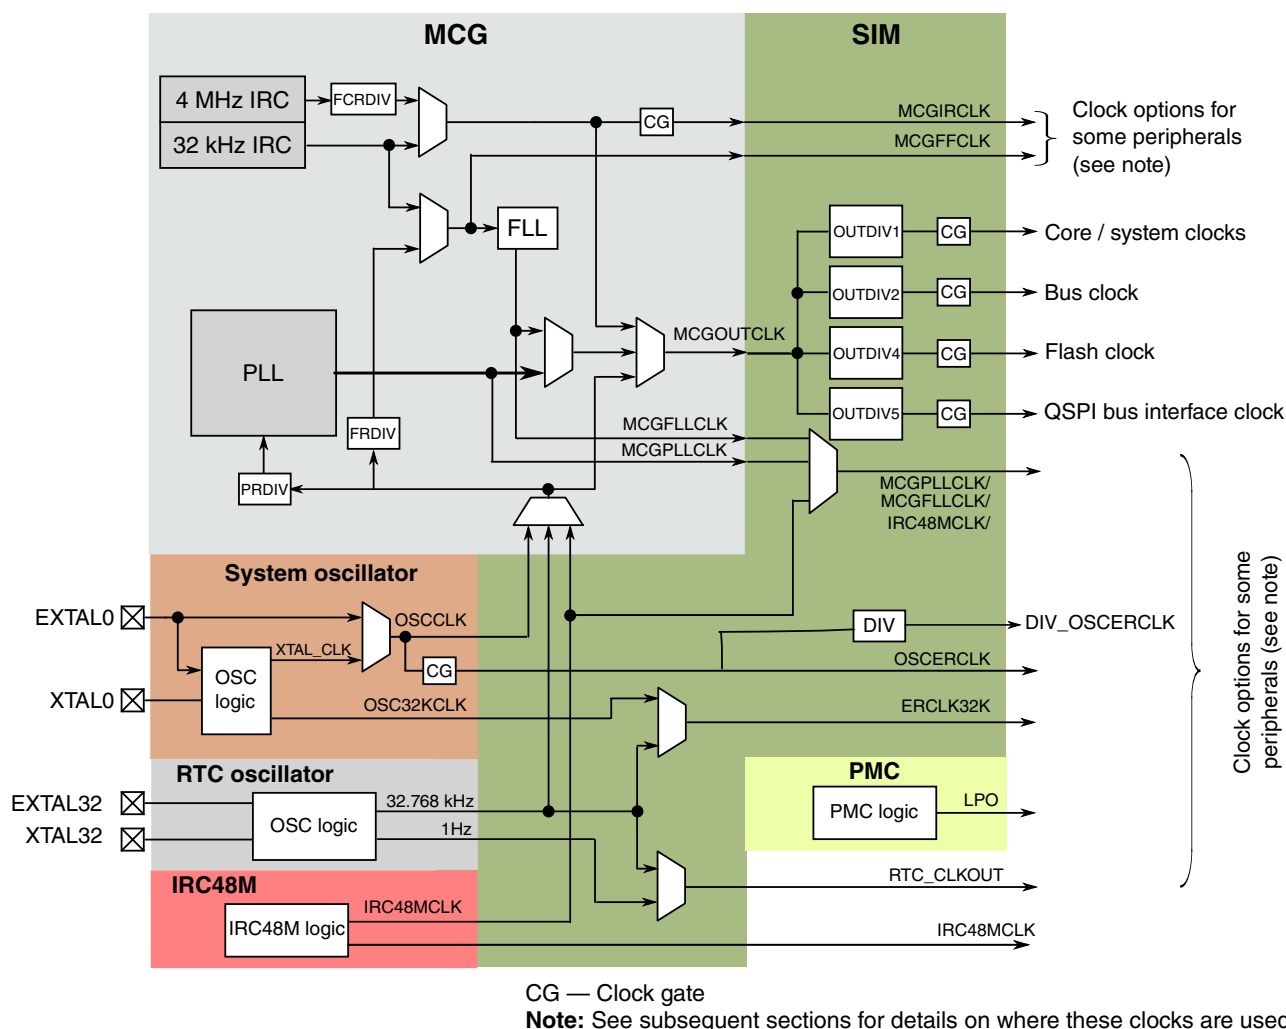 MCG
SIM
4 MHz IRC
FCRDIV
32 kHz IRC
CG
MCGIRCLK
MCGFFCLK
Clock options for
some peripherals
(see note)
FLL
OUTDIV1
CG
Core / system clocks
OUTDIV2
CG
Bus clock
MCGOUTCLK
OUTDIV4
CG
Flash clock
PLL
OUTDIV5
CG
QSPI bus interface clock
FRDIV
MCGFLLCLK
MCGPLLCLK
PRDIV
MCGPLLCLK/
MCGFLLCLK/
IRC48MCLK/
System oscillator
EXTAL0
OSCCLK
DIV
DIV_OSCERCLK
XTAL_CLK
OSC
logic
CG
OSCERCLK
XTAL0
OSC32KCLK
ERCLK32K
Clock options for some
peripherals (see note)
RTC oscillator
PMC
EXTAL32
32.768 kHz
OSC logic
PMC logic
LPO
XTAL32
1Hz
IRC48M
RTC_CLKOUT
IRC48MCLK
IRC48M logic
IRC48MCLK
CG — Clock gate
Note: See subsequent sections for details on where these clocks are used